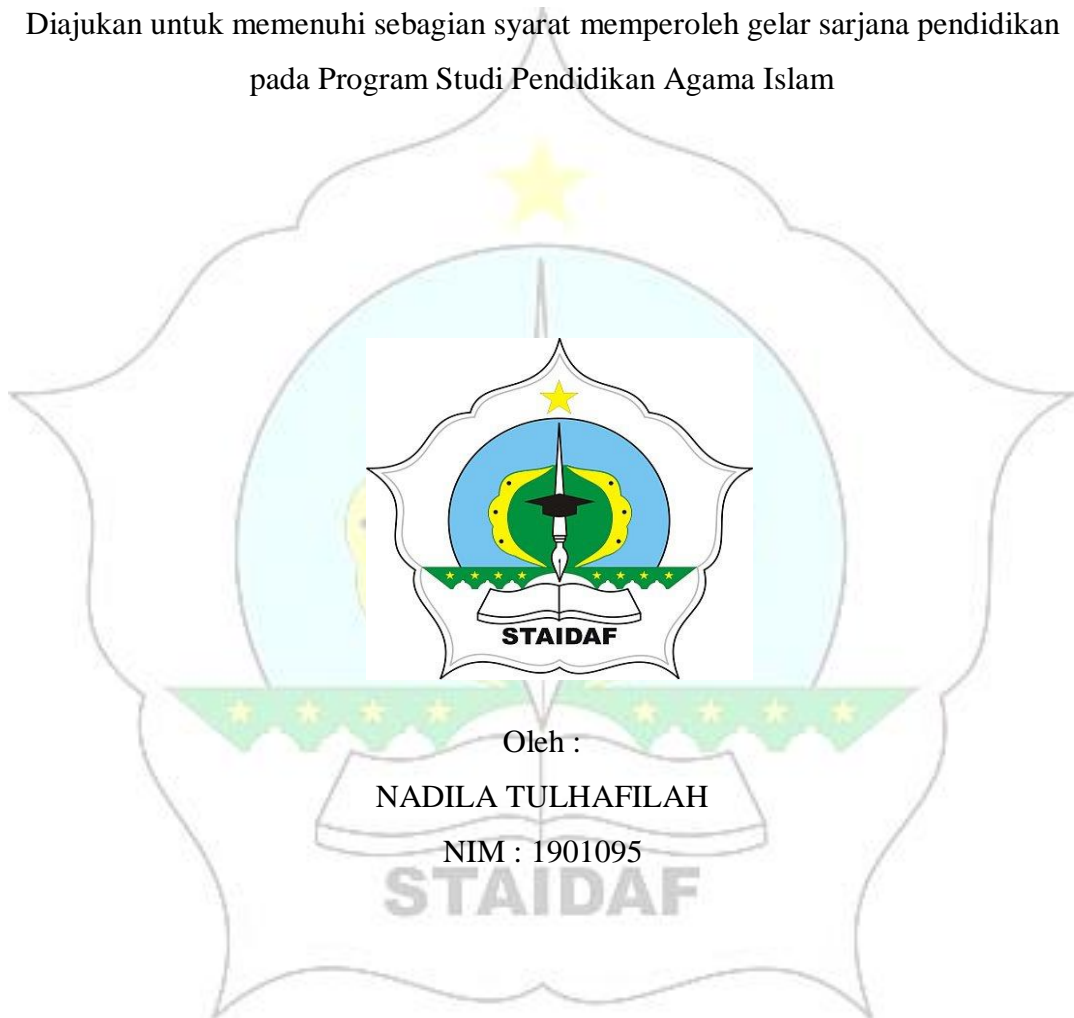 Diajukan untuk memenuhi sebagian syarat memperoleh gelar sarjana pendidikan
pada Program Studi Pendidikan Agama Islam
STAIDAF
Oleh :
NADILA TULHAFILAH
NIM : 1901095
STAIDAF